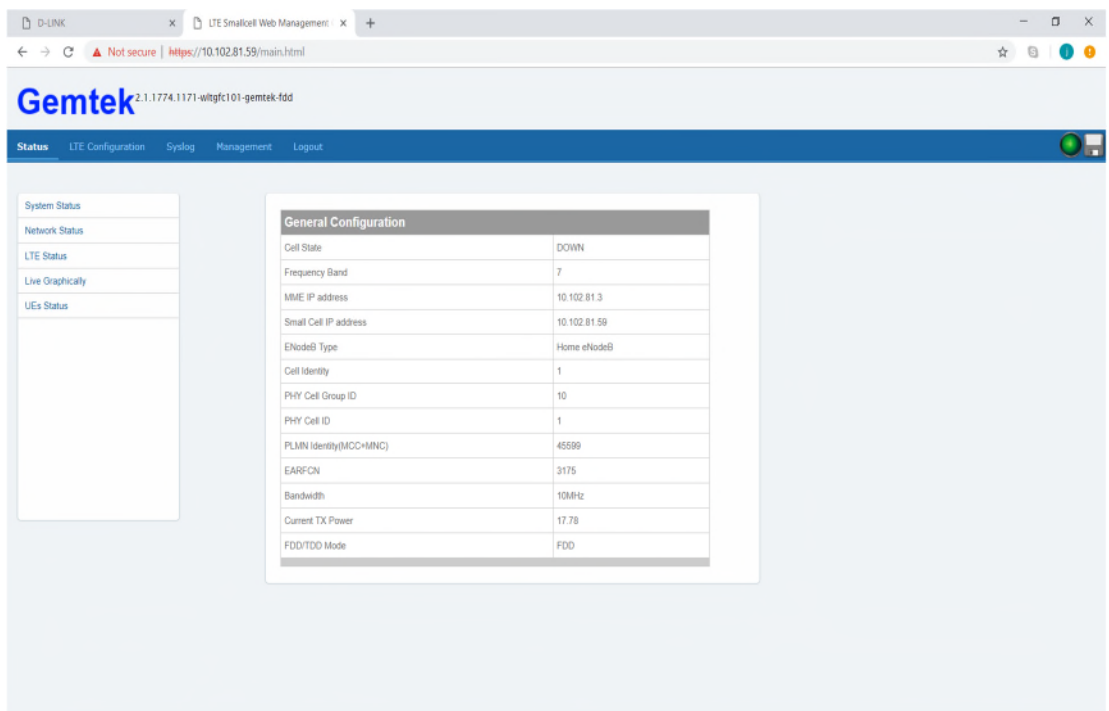 D-LINK
LTE Smallcell Web Management
Not secure | https://10.102.81.59/main.html
Gemtek 2.1.1774.1171-wltgfc101-gemtek-fdd
Status LTE Configuration Syslog Management Logout
System Status
Network Status
LTE Status
Live Graphically
UEs Status
General Configuration
Cell State DOWN
Frequency Band 7
MME IP address 10.102.81.3
Small Cell IP address 10.102.81.59
ENodeB Type Home eNodeB
Cell Identity 1
PHY Cell Group ID 10
PHY Cell ID 1
PLMN Identity(MCC+MNC) 45599
EARFCN 3175
Bandwidth 10MHz
Current TX Power 17.78
FDD/TDD Mode FDD